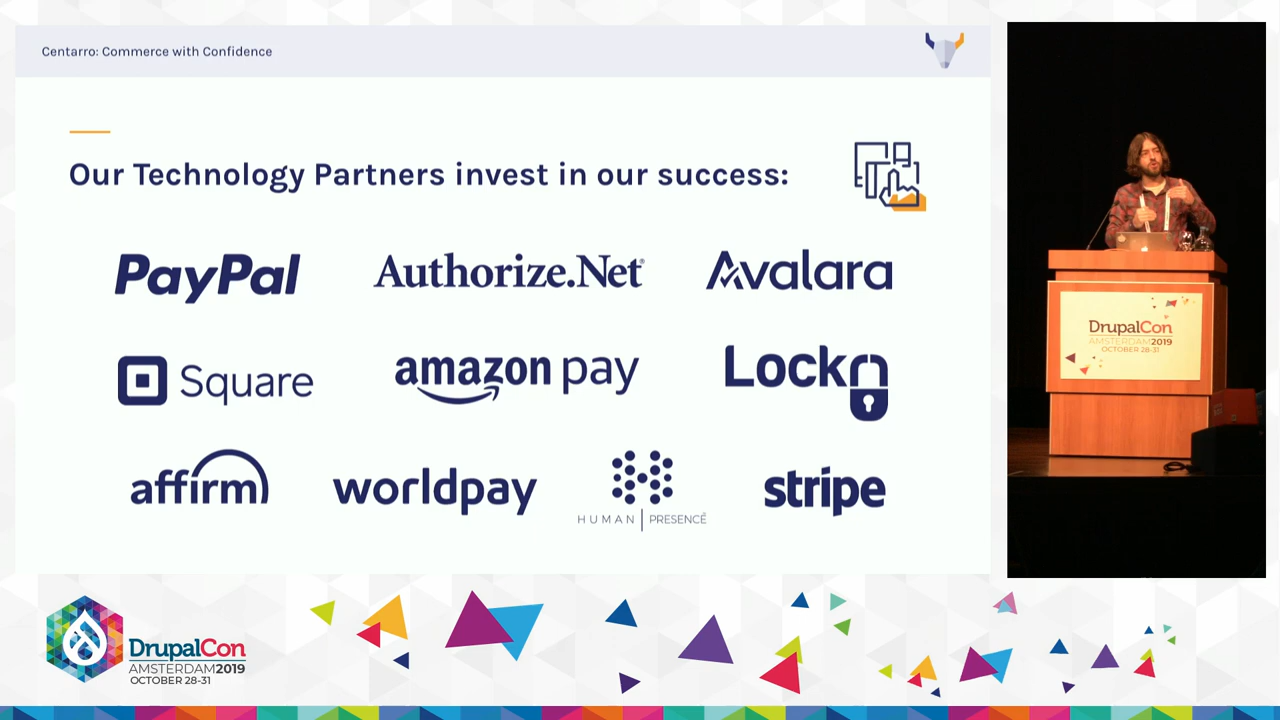 Centarro: Commerce with Confidence
Our Technology Partners invest in our success:
PayPal
Authorize.Net
Avalara
Square
amazon pay
Lockr
affirm
worldpay
HUMAN | PRESENCE
stripe
DrupalCon
AMSTERDAM2019
OCTOBER 28-31
DrupalCon
AMSTERDAM2019
OCTOBER 28-31